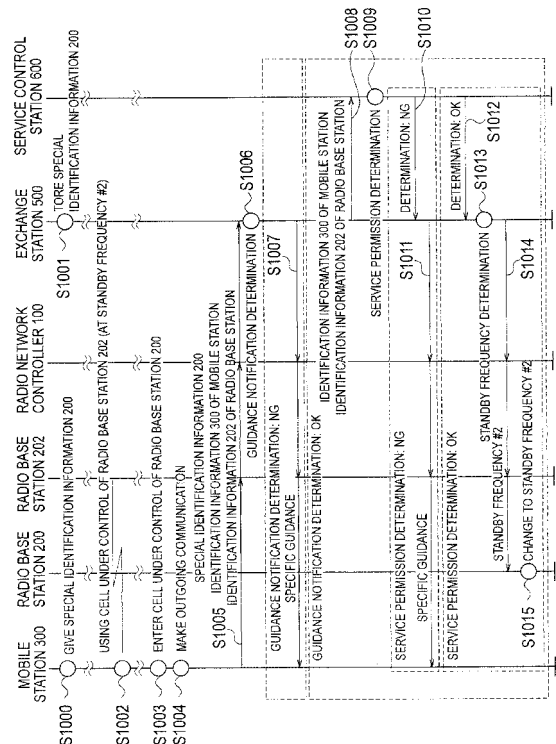 MOBILE
STATION 300
RADIO BASE
STATION 200
RADIO BASE
STATION 202
RADIO NETWORK
CONTROLLER 100
EXCHANGE
STATION 500
SERVICE CONTROL
STATION 600
S1000
GIVE SPECIAL IDENTIFICATION INFORMATION 200
S1001
TORE SPECIAL
IDENTIFICATION INFORMATION 200
S1002
USING CELL UNDER CONTROL OF RADIO BASE STATION 202 (AT STANDBY FREQUENCY #2)
S1003
ENTER CELL UNDER CONTROL OF RADIO BASE STATION 200
S1004
MAKE OUTGOING COMMUNICATION
S1005
SPECIAL IDENTIFICATION INFORMATION 200
IDENTIFICATION INFORMATION 300 OF MOBILE STATION
IDENTIFICATION INFORMATION 202 OF RADIO BASE STATION
S1006
GUIDANCE NOTIFICATION DETERMINATION
GUIDANCE NOTIFICATION DETERMINATION: NG
SPECIFIC GUIDANCE
S1007
GUIDANCE NOTIFICATION DETERMINATION: OK
IDENTIFICATION INFORMATION 300 OF MOBILE STATION
IDENTIFICATION INFORMATION 202 OF RADIO BASE STATION
S1008
SERVICE PERMISSION DETERMINATION
S1009
SERVICE PERMISSION DETERMINATION: NG
DETERMINATION: NG
S1010
SPECIFIC GUIDANCE
S1011
SERVICE PERMISSION DETERMINATION: OK
DETERMINATION: OK
S1012
STANDBY FREQUENCY DETERMINATION
S1013
STANDBY FREQUENCY #2
S1014
S1015
CHANGE TO STANDBY FREQUENCY #2